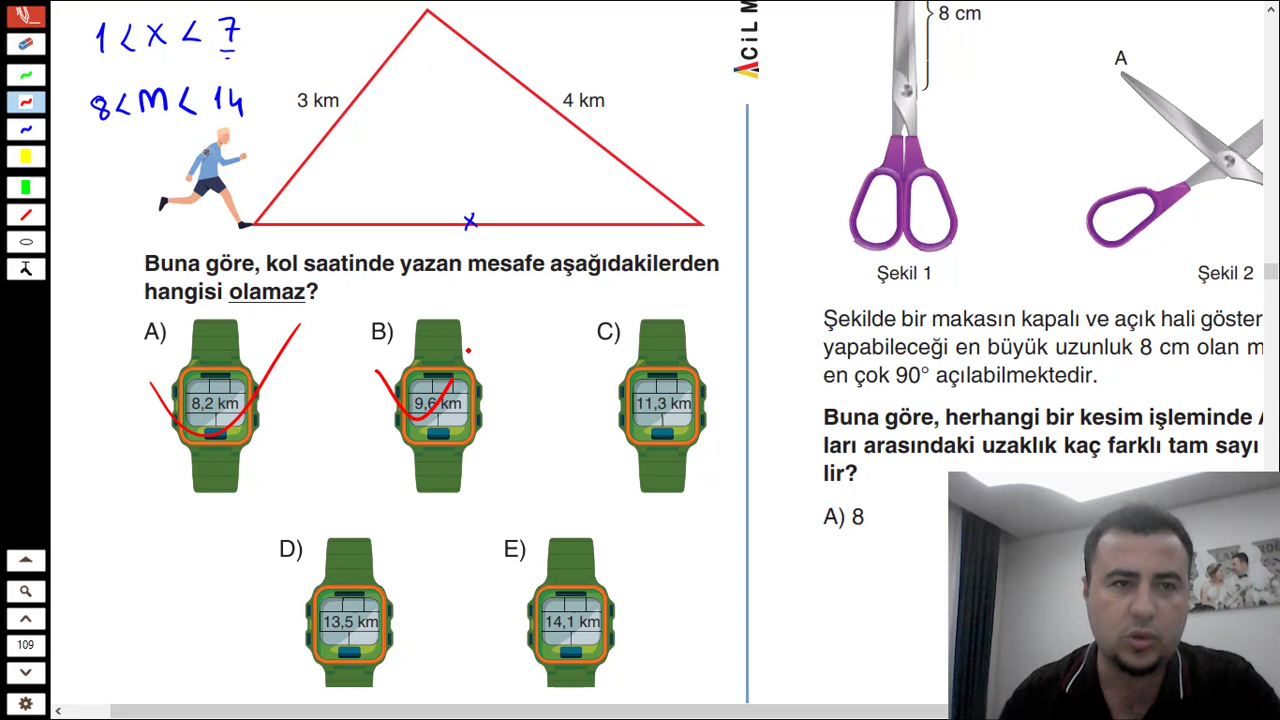 1 < x < 7
8 < M < 14
3 km
4 km
x
Buna göre, kol saatinde yazan mesafe aşağıdakilerden
hangisi olamaz?
A)
8,2 km
B)
9,6 km
C)
11,3 km
D)
13,5 km
E)
14,1 km
ACiL M
8 cm
A
Şekil 1
Şekil 2
Şekilde bir makasın kapalı ve açık hali göster
yapabileceği en büyük uzunluk 8 cm olan m
en çok 90° açılabilmektedir.
Buna göre, herhangi bir kesim işleminde
ları arasındaki uzaklık kaç farklı tam sayı
lir?
A) 8
109